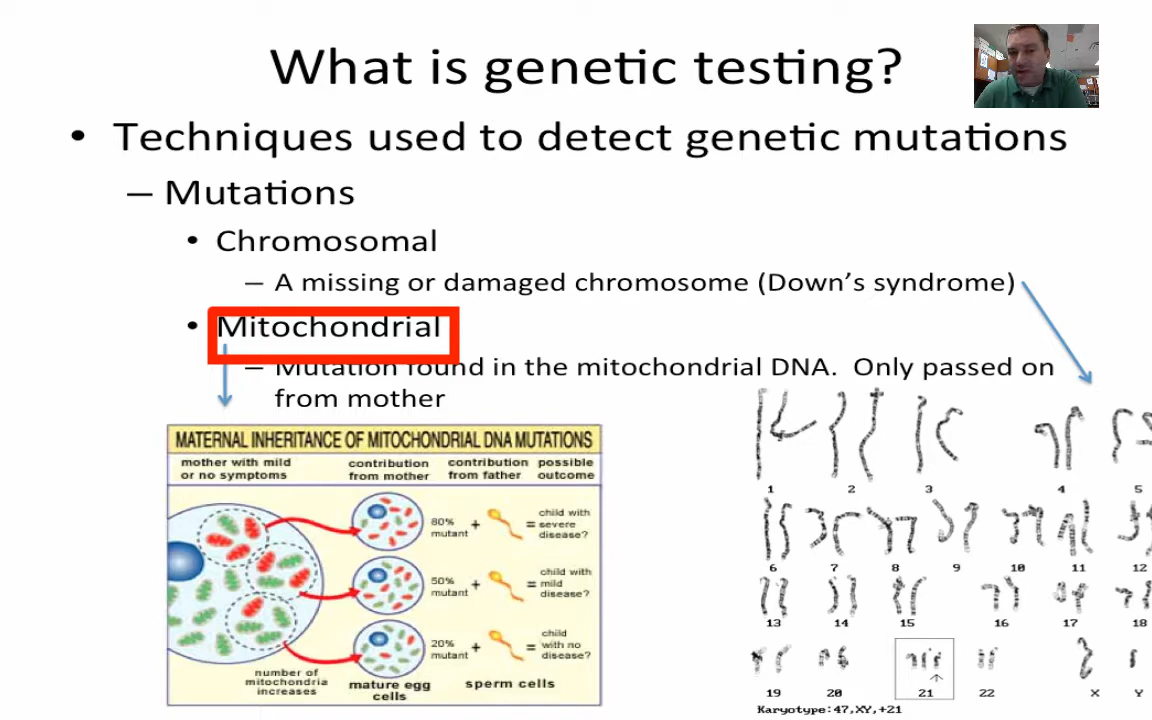 What is genetic testing?
• Techniques used to detect genetic mutations
– Mutations
• Chromosomal
– A missing or damaged chromosome (Down's syndrome)
• Mitochondrial
– Mutation found in the mitochondrial DNA. Only passed on
from mother
MATERNAL INHERITANCE OF MITOCHONDRIAL DNA MUTATIONS
mother with mild
or no symptoms
contribution
from mother
contribution
from father
possible
outcome
80%
mutant
+
=
child with
severe
disease?
50%
mutant
+
=
child with
mild
disease?
20%
mutant
+
=
child
with no
disease?
number of
mitochondria
increases
mature egg
cells
sperm cells
1 2 3 4 5
6 7 8 9 10 11 12
13 14 15 16 17 18
19 20 21 22 X Y
Karyotype:47,XY,+21